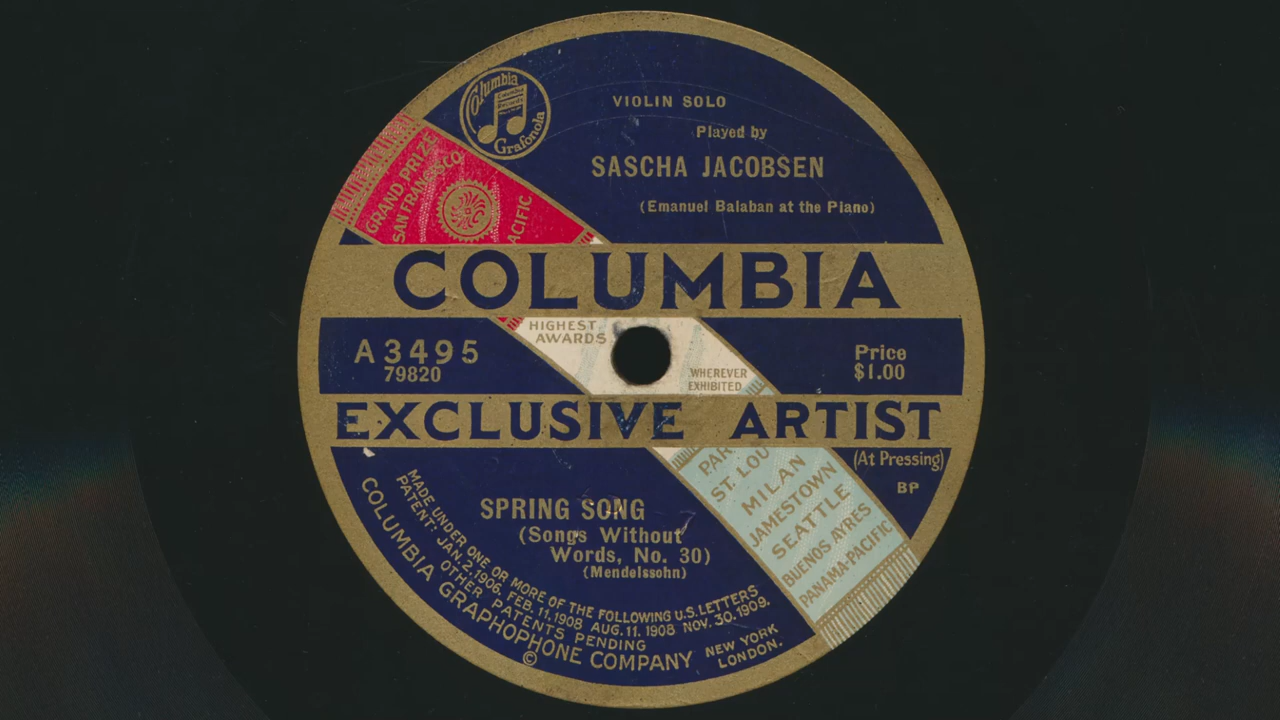 Columbia
Grafonola
VIOLIN SOLO
Played by
SASCHA JACOBSEN
(Emanuel Balaban at the Piano)
GRAND PRIZE
SAN FRANCISCO
ACIFIC
COLUMBIA
HIGHEST
AWARDS
WHEREVER
EXHIBITED
A3495
79820
Price
$1.00
EXCLUSIVE ARTIST
(At Pressing)
BP
PAR
ST. LOU
MILAN
JAMESTOWN
SEATTLE
BUENOS AYRES
PANAMA-PACIFIC
SPRING SONG
(Songs Without
Words, No. 30)
(Mendelssohn)
MADE UNDER ONE OR MORE OF THE FOLLOWING U.S. LETTERS
PATENT: JAN. 2, 1906, FEB. 11, 1908 AUG. 11. 1908 NOV. 30. 1909.
OTHER PATENTS PENDING
COLUMBIA GRAPHOPHONE COMPANY
NEW YORK
LONDON.
©